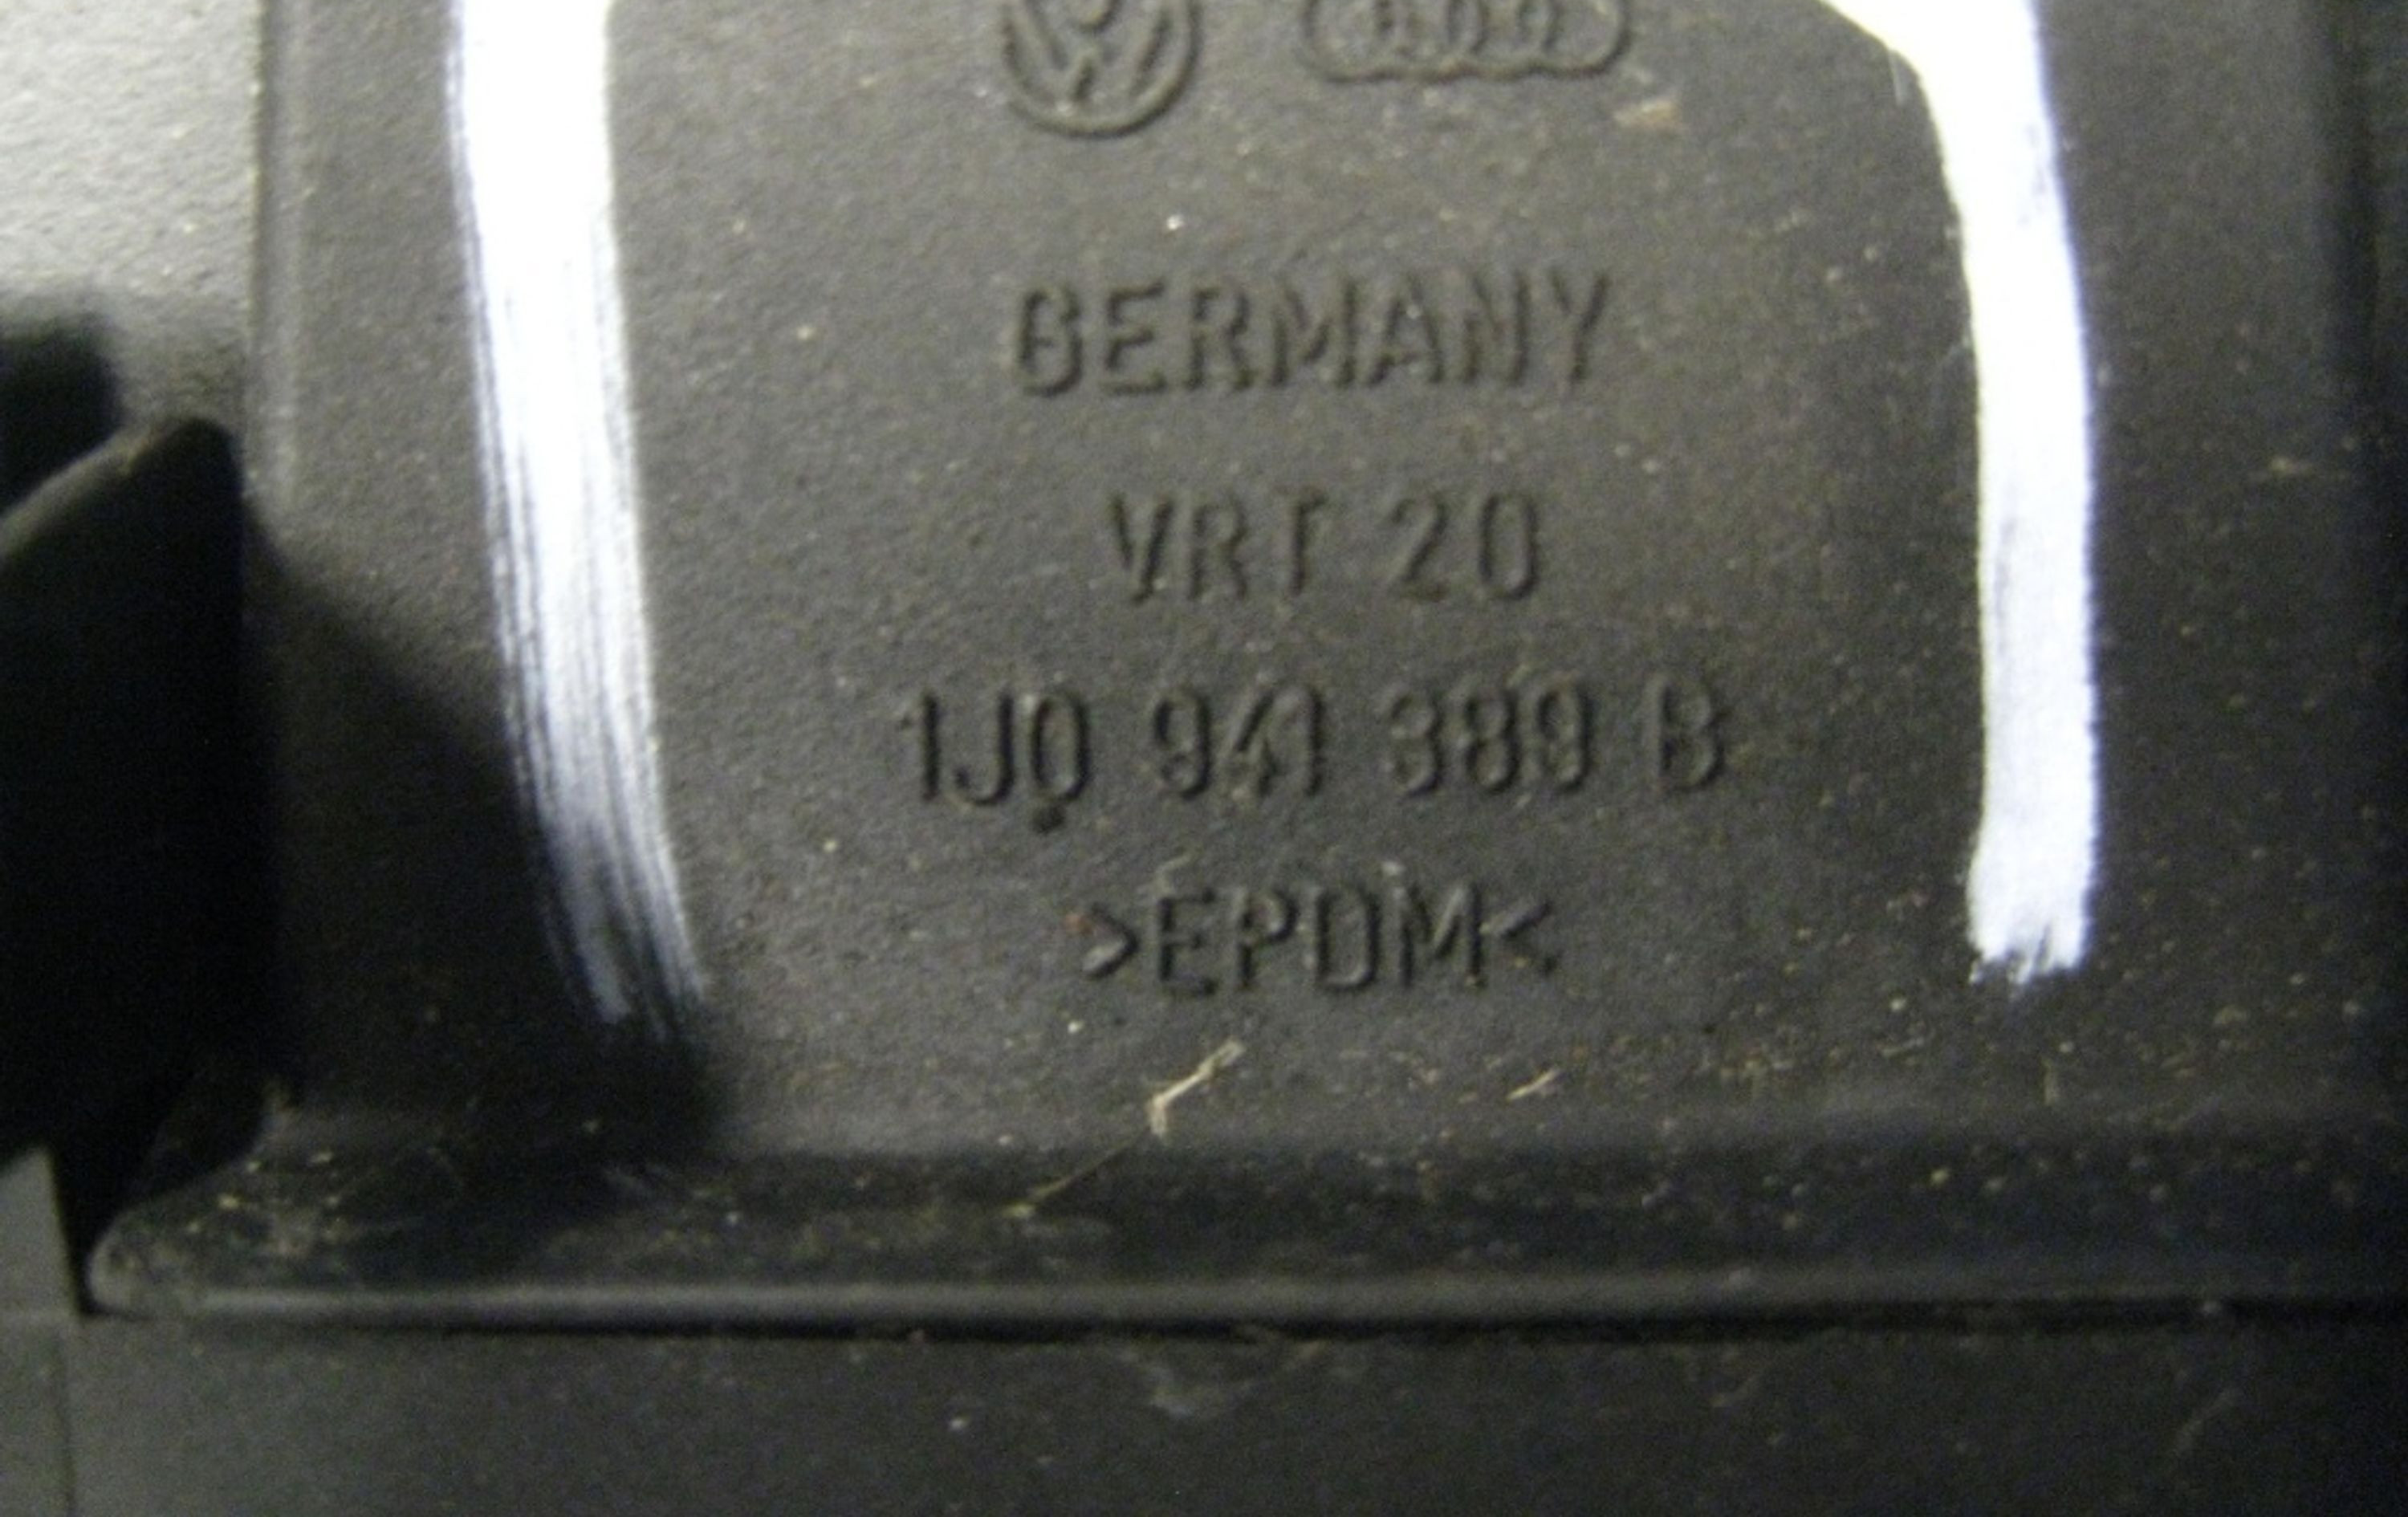 GERMANY
VRT 20
1J0 941 389 B
>EPDM<